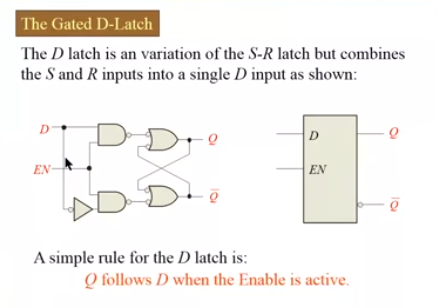 The Gated D-Latch
The D latch is an variation of the S-R latch but combines
the S and R inputs into a single D input as shown:
D
Q
EN
Q̅
D
Q
EN
Q̅
A simple rule for the D latch is:
Q follows D when the Enable is active.